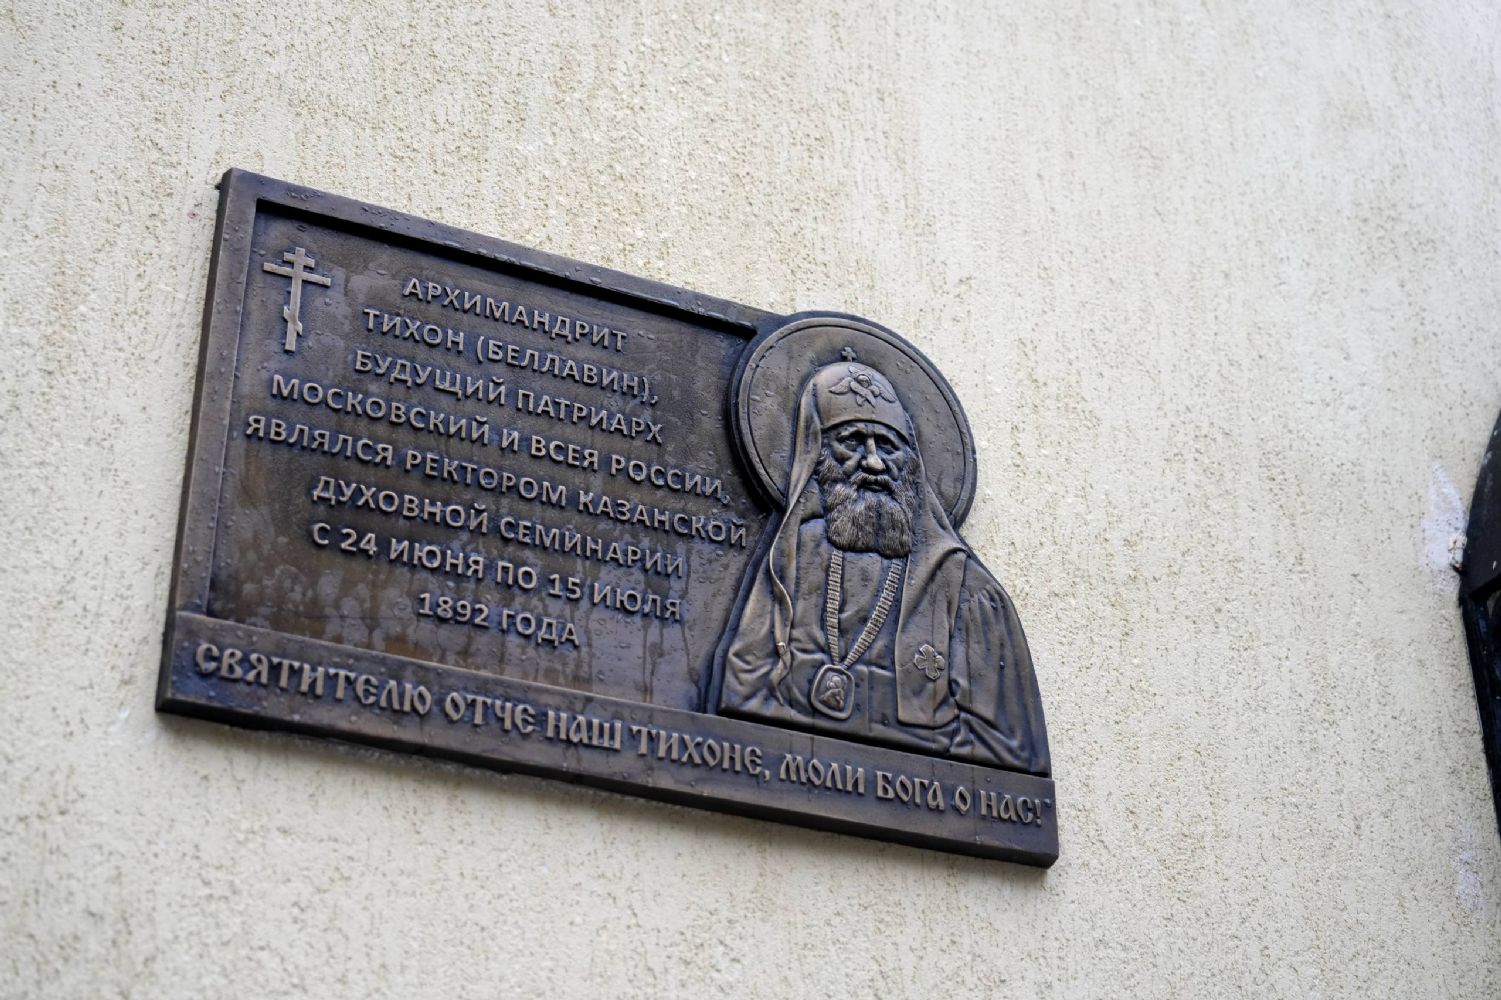 АРХИМАНДРИТ
ТИХОН (БЕЛЛАВИН),
БУДУЩИЙ ПАТРИАРХ
МОСКОВСКИЙ И ВСЕЯ РОССИИ,
ЯВЛЯЛСЯ РЕКТОРОМ КАЗАНСКОЙ
ДУХОВНОЙ СЕМИНАРИИ
С 24 ИЮНЯ ПО 15 ИЮЛЯ
1892 ГОДА
СВЯТИТЕЛЮ ОТЧЕ НАШ ТИХОНЕ, МОЛИ БОГА О НАС!